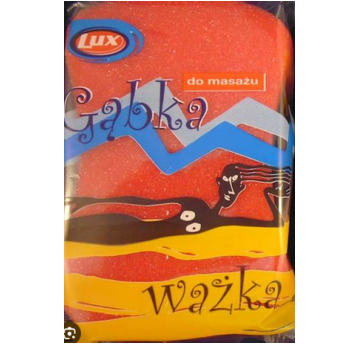 Lux
do masażu
Gąbka
Ważka